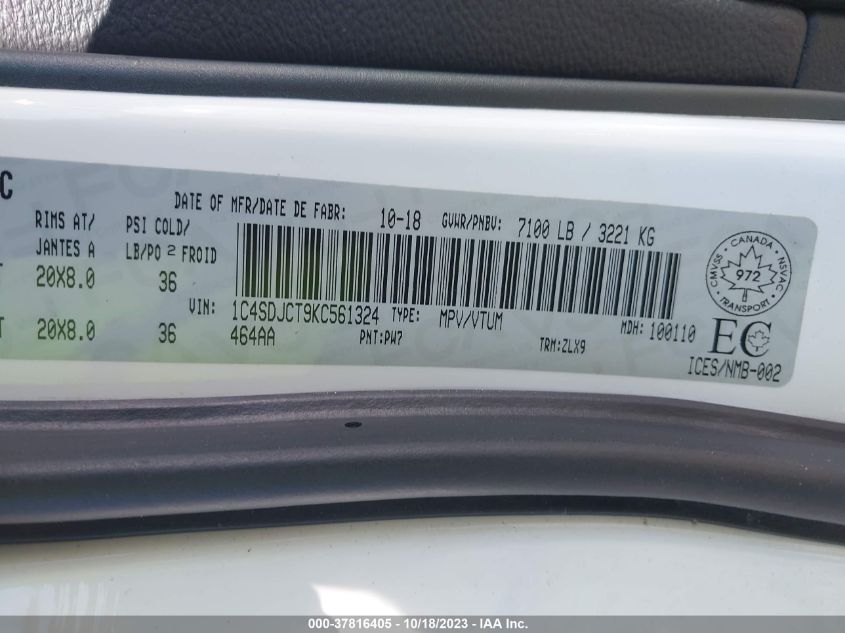 C
DATE OF MFR/DATE DE FABR: 10-18 GVWR/PNBV: 7100 LB / 3221 KG
RIMS AT/ PSI COLD/
JANTES A LB/PO 2 FROID
20X8.0 36
VIN: 1C4SDJCT9KC561324 TYPE: MPV/VTUM MDH: 100110
T 20X8.0 36 464AA PNT:PW7 TRM:ZLX9
CANADA
CMVSS NSVAC
972
TRANSPORT
EC
ICES/NMB-002
000-37816405 - 10/18/2023 - IAA Inc.